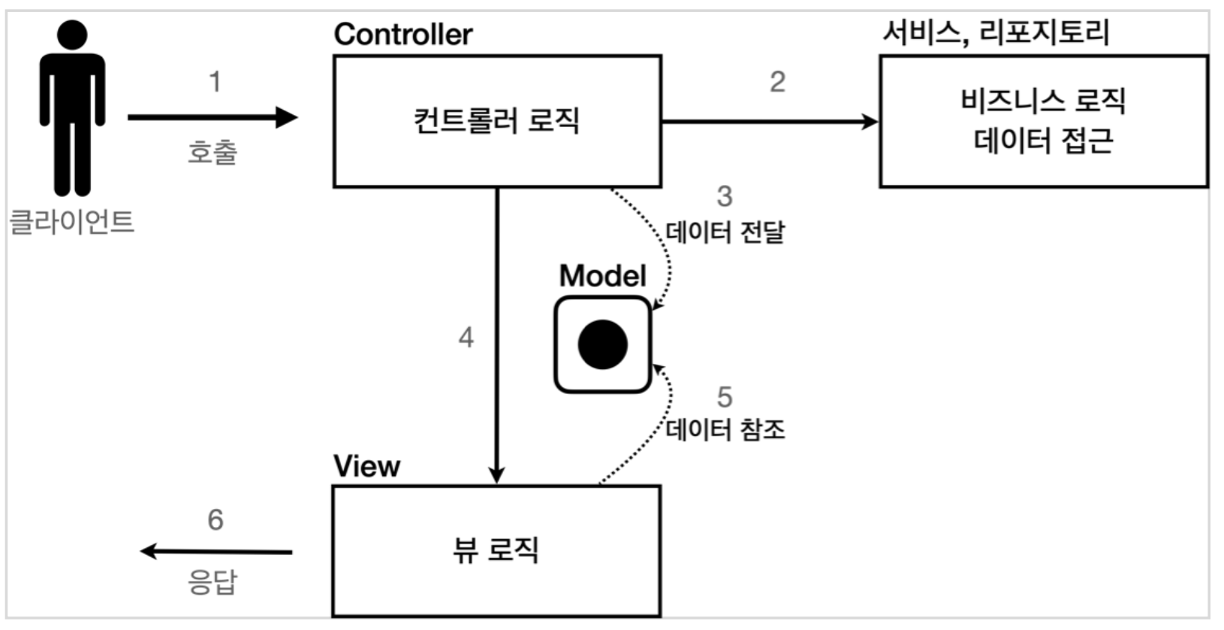 Controller
서비스, 리포지토리
1
호출
컨트롤러 로직
2
비즈니스 로직
데이터 접근
클라이언트
3
데이터 전달
Model
4
5
데이터 참조
View
6
응답
뷰 로직